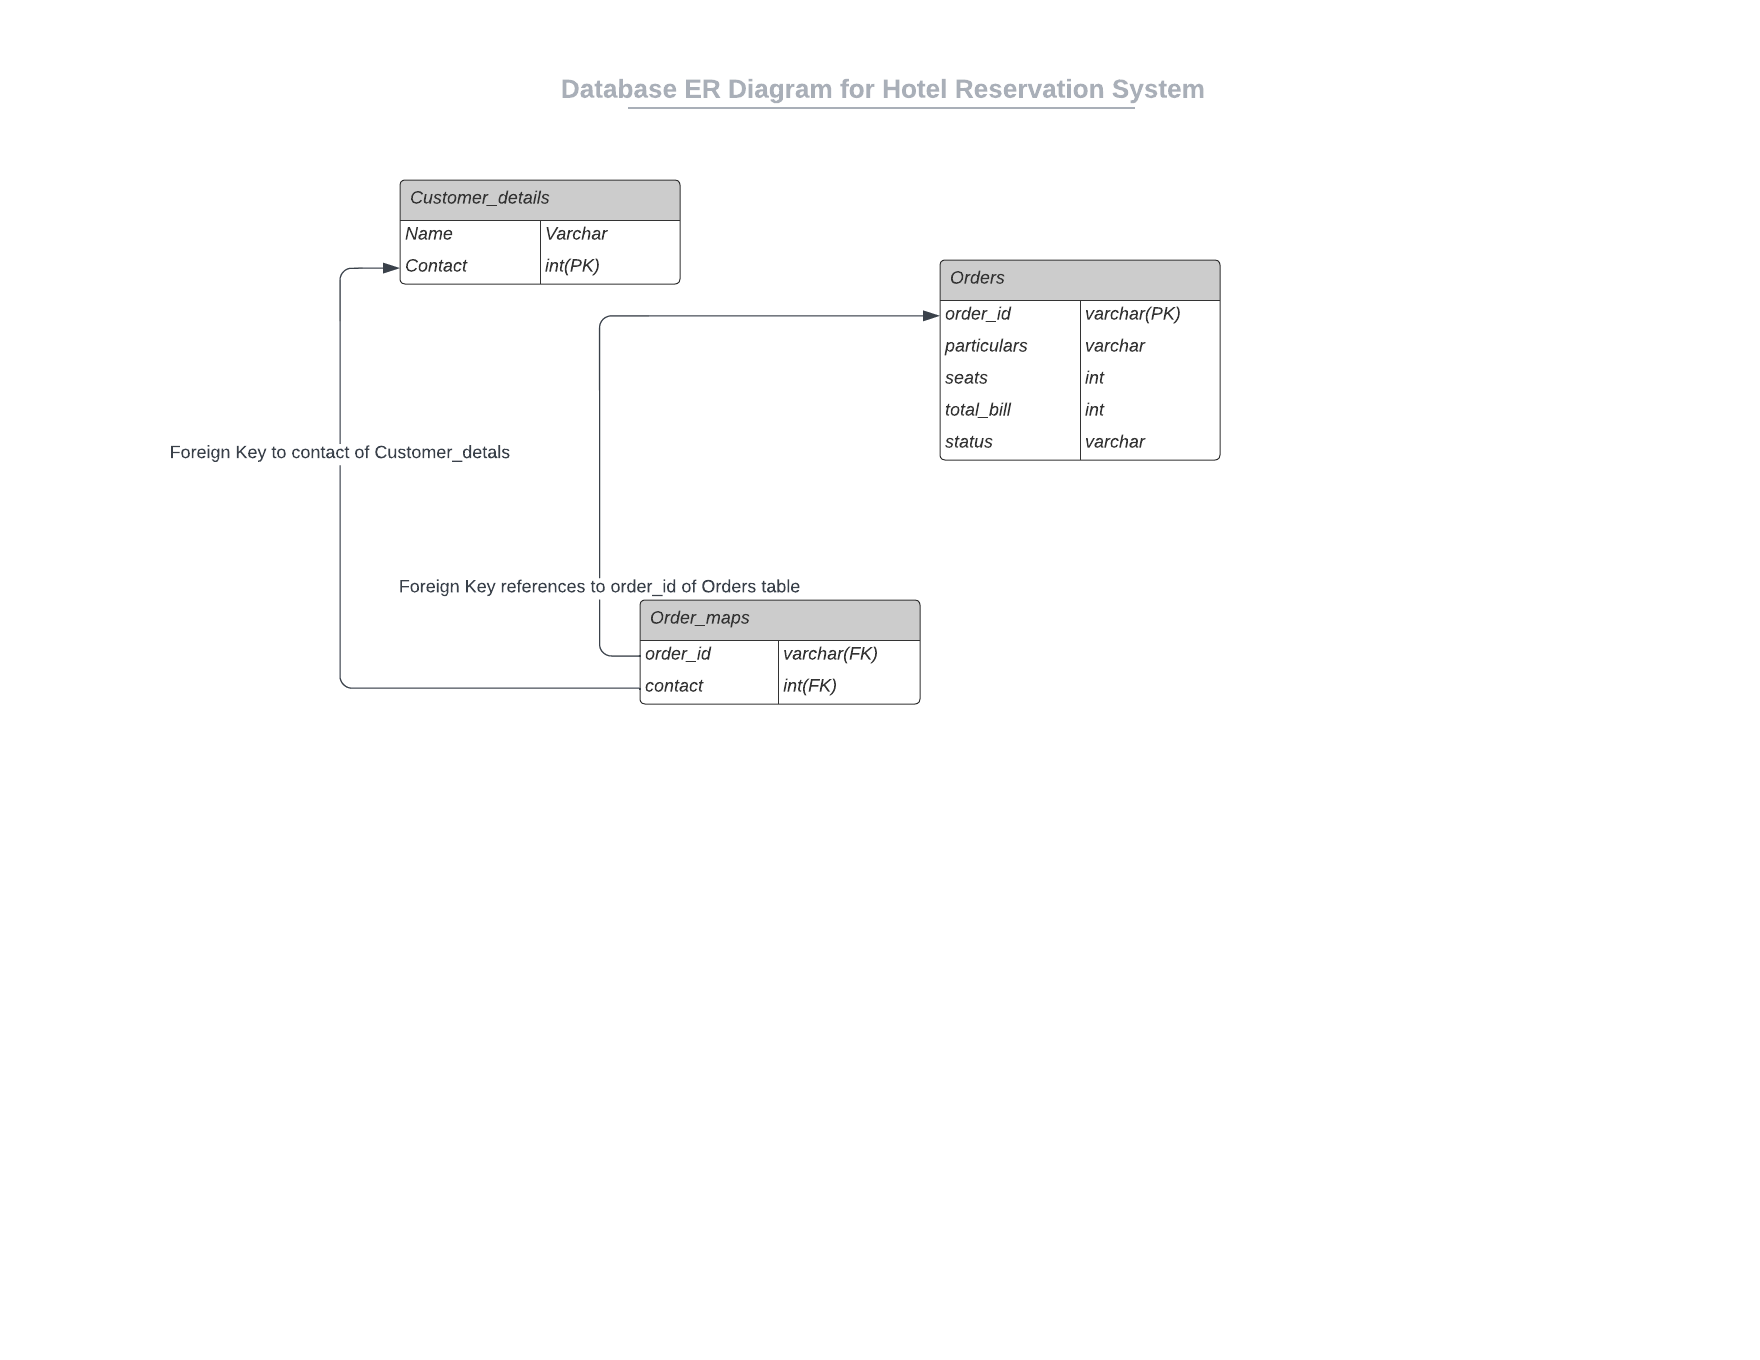 Database ER Diagram for Hotel Reservation System
Customer_details
Name Varchar
Contact int(PK)
Orders
order_id varchar(PK)
particulars varchar
seats int
total_bill int
status varchar
Foreign Key to contact of Customer_detals
Foreign Key references to order_id of Orders table
Order_maps
order_id varchar(FK)
contact int(FK)